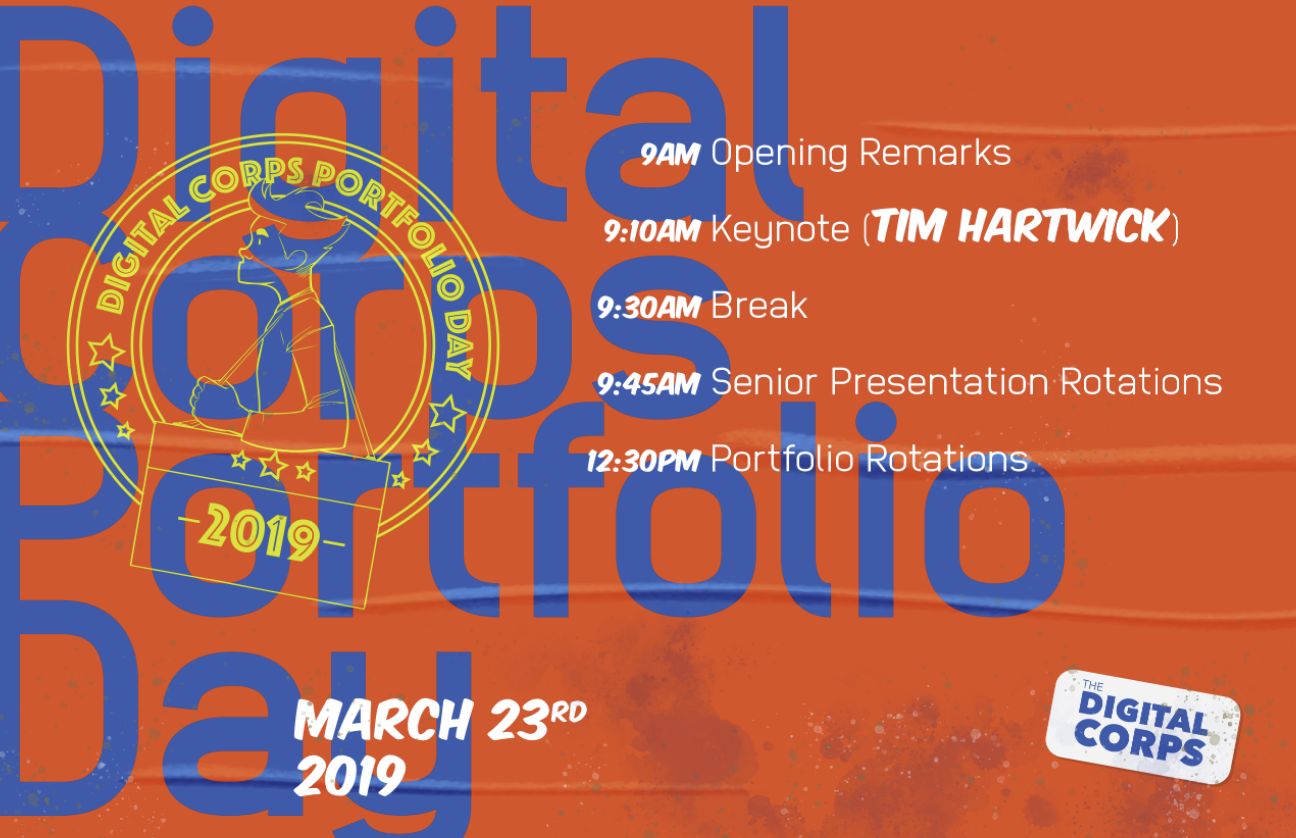 Digital
Corps
Portfolio
Day
DIGITAL CORPS PORTFOLIO DAY
-2019-
9AM Opening Remarks
9:10AM Keynote (TIM HARTWICK)
9:30AM Break
9:45AM Senior Presentation Rotations
12:30PM Portfolio Rotations
MARCH 23RD
2019
THE
DIGITAL
CORPS